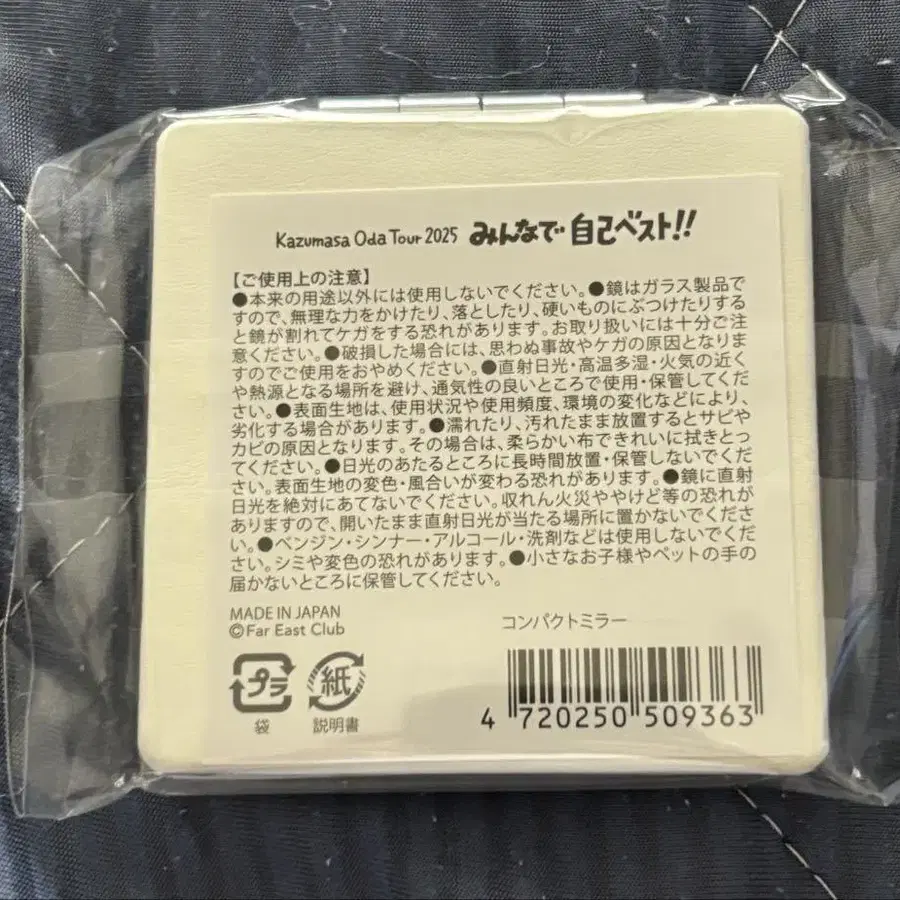 Kazumasa Oda Tour 2025 みんなで 自己ベスト!!
【ご使用上の注意】
●本来の用途以外には使用しないでください。●鏡はガラス製品で
すので、無理な力をかけたり、落としたり、硬いものにぶつけたりする
と鏡が割れてケガをする恐れがあります。お取り扱いには十分ご注
意ください。●破損した場合には、思わぬ事故やケガの原因となりま
すのでご使用をおやめください。●直射日光・高温多湿・火気の近く
や熱源となる場所を避け、通気性の良いところで使用・保管してくだ
さい。●表面生地は、使用状況や使用頻度、環境の変化などにより、
劣化する場合があります。●濡れたり、汚れたまま放置するとサビや
カビの原因となります。その場合は、柔らかい布できれいに拭きとっ
てください。●日光のあたるところに長時間放置・保管しないでくだ
さい。表面生地の変色・風合いが変わる恐れがあります。●鏡に直射
日光を絶対にあてないでください。収れん火災ややけど等の恐れが
ありますので、開いたまま直射日光が当たる場所に置かないでくださ
い。●ベンジン・シンナー・アルコール・洗剤などは使用しないでくだ
さい。シミや変色の恐れがあります。●小さなお子様やペットの手の
届かないところに保管してください。
MADE IN JAPAN
©Far East Club
コンパクトミラー
プラ 紙
袋 説明書
4 720250 509363